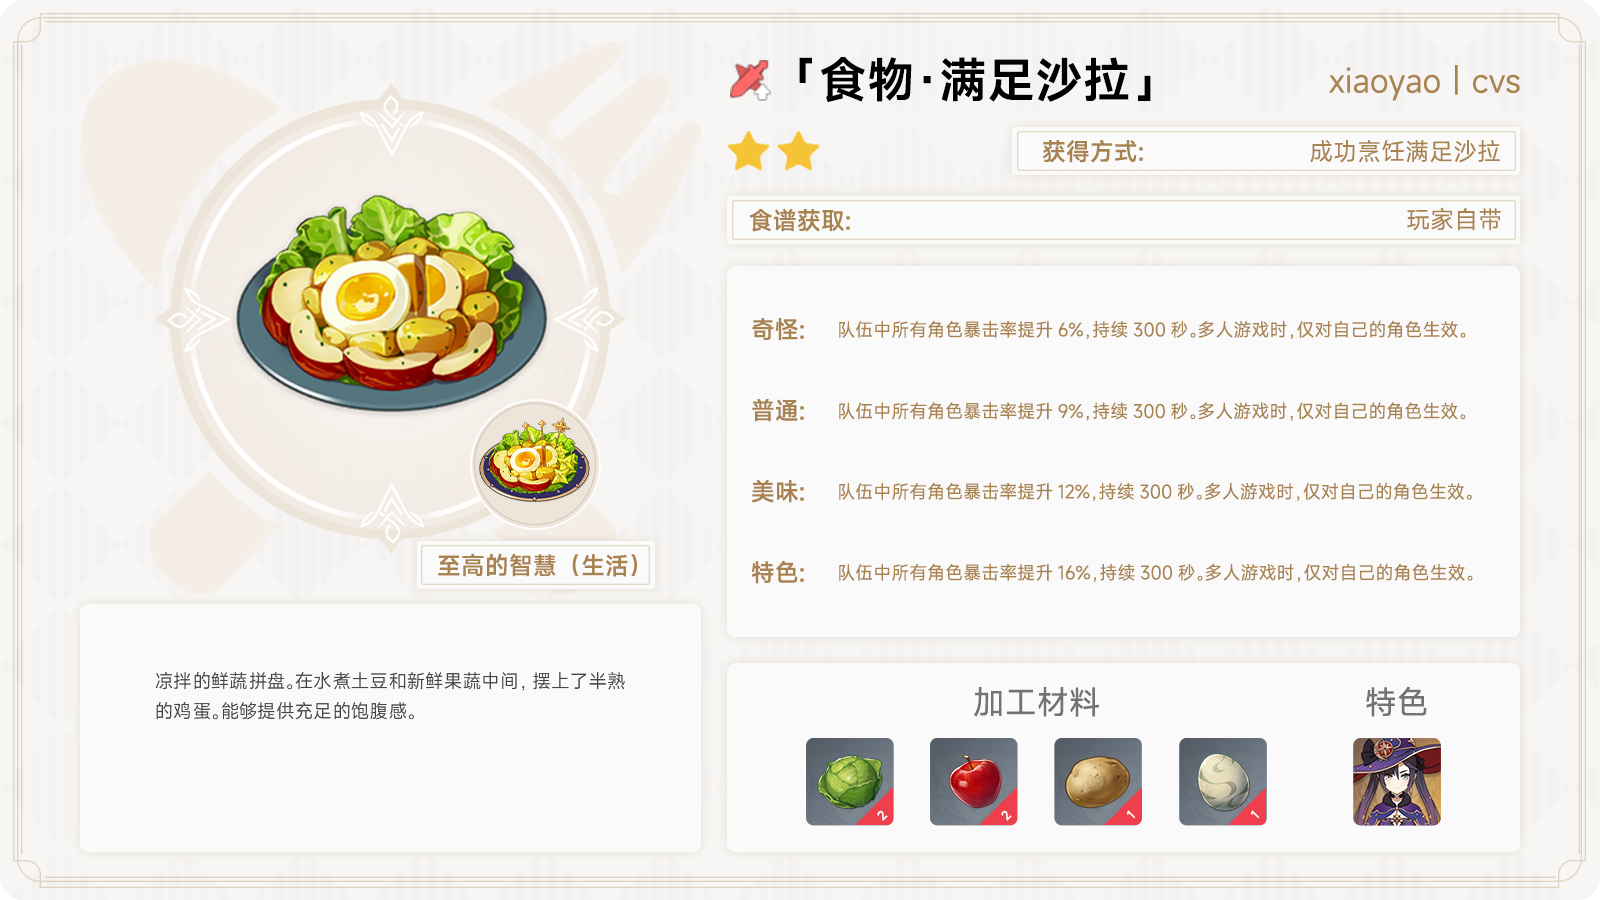 「食物·满足沙拉」
xiaoyao | cvs
获得方式: 成功烹饪满足沙拉
食谱获取: 玩家自带
奇怪: 队伍中所有角色暴击率提升 6%,持续 300 秒。多人游戏时,仅对自己的角色生效。
普通: 队伍中所有角色暴击率提升 9%,持续 300 秒。多人游戏时,仅对自己的角色生效。
美味: 队伍中所有角色暴击率提升 12%,持续 300 秒。多人游戏时,仅对自己的角色生效。
特色: 队伍中所有角色暴击率提升 16%,持续 300 秒。多人游戏时,仅对自己的角色生效。
至高的智慧（生活）
凉拌的鲜蔬拼盘。在水煮土豆和新鲜果蔬中间，摆上了半熟
的鸡蛋。能够提供充足的饱腹感。
加工材料 特色
2 2 1 1